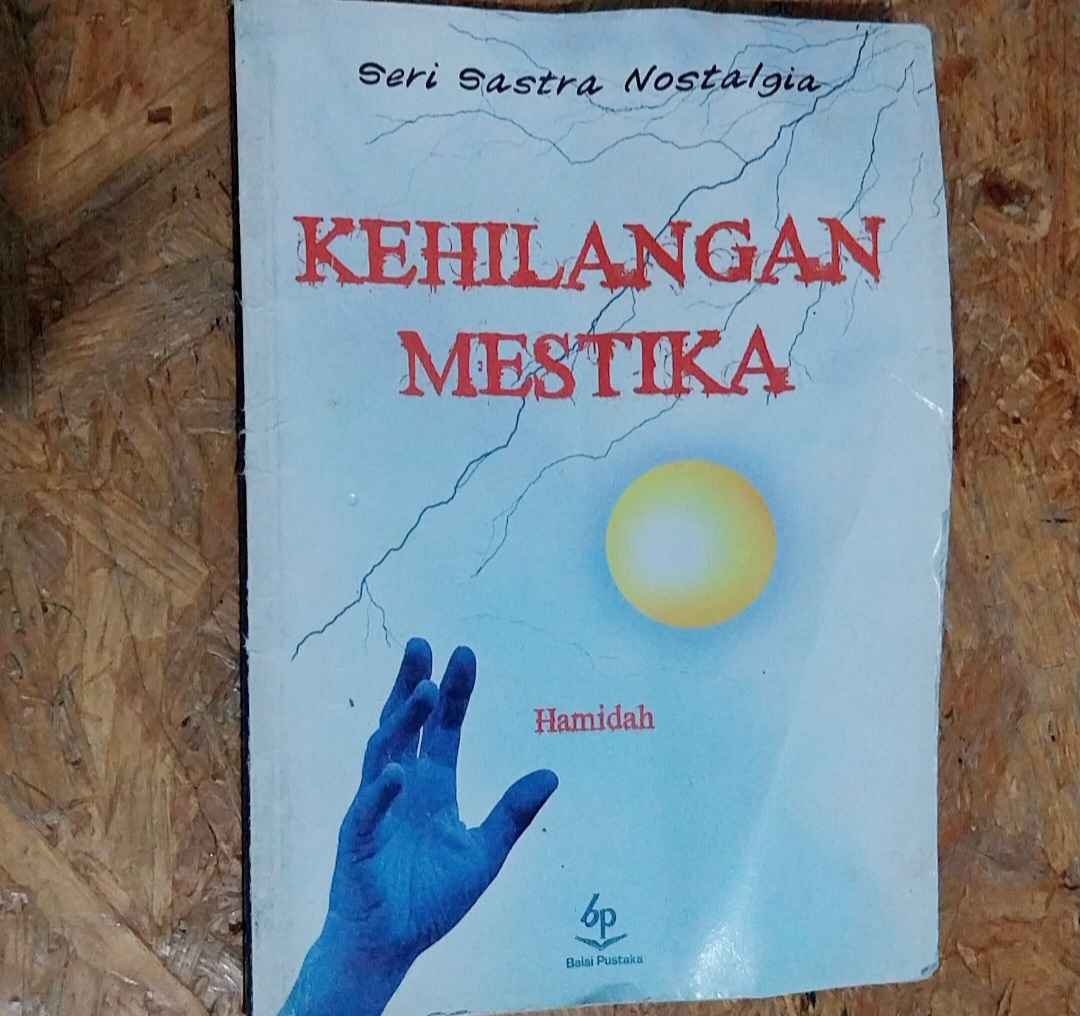 Seri Sastra Nostalgia
KEHILANGAN
MESTIKA
Hamidah
bp
Balai Pustaka